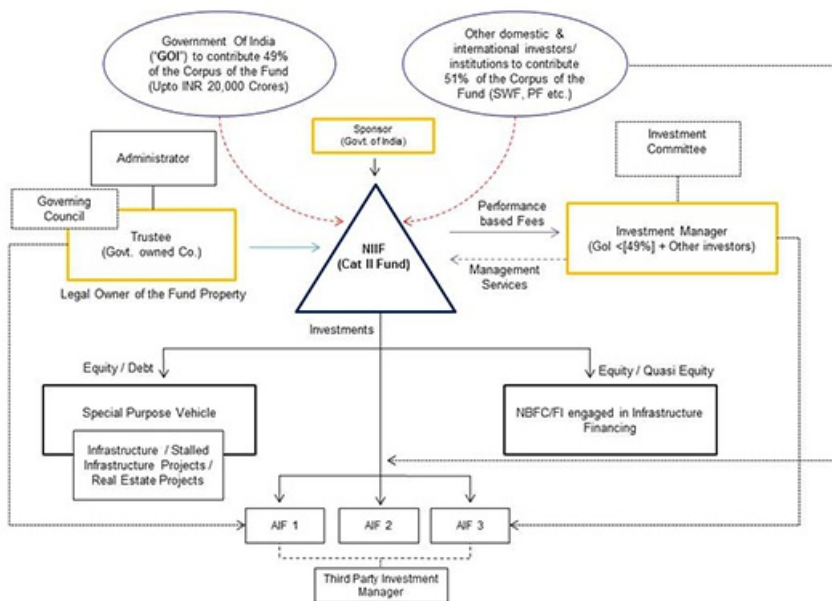 Government Of India
("GOI") to contribute 49%
of the Corpus of the Fund
(Upto INR 20,000 Crores)
Other domestic &
international investors/
institutions to contribute
51% of the Corpus of the
Fund (SWF, PF etc.)
Sponsor
(Govt. of India)
Administrator
Investment
Committee
Governing
Council
Trustee
(Govt. owned Co.)
Legal Owner of the Fund Property
NIIF
(Cat II Fund)
Performance
based Fees
Management
Services
Investment Manager
(GoI <[49%] + Other investors)
Investments
Equity / Debt
Equity / Quasi Equity
Special Purpose Vehicle
Infrastructure / Stalled
Infrastructure Projects /
Real Estate Projects
NBFC/FI engaged in Infrastructure
Financing
AIF 1
AIF 2
AIF 3
Third Party Investment
Manager